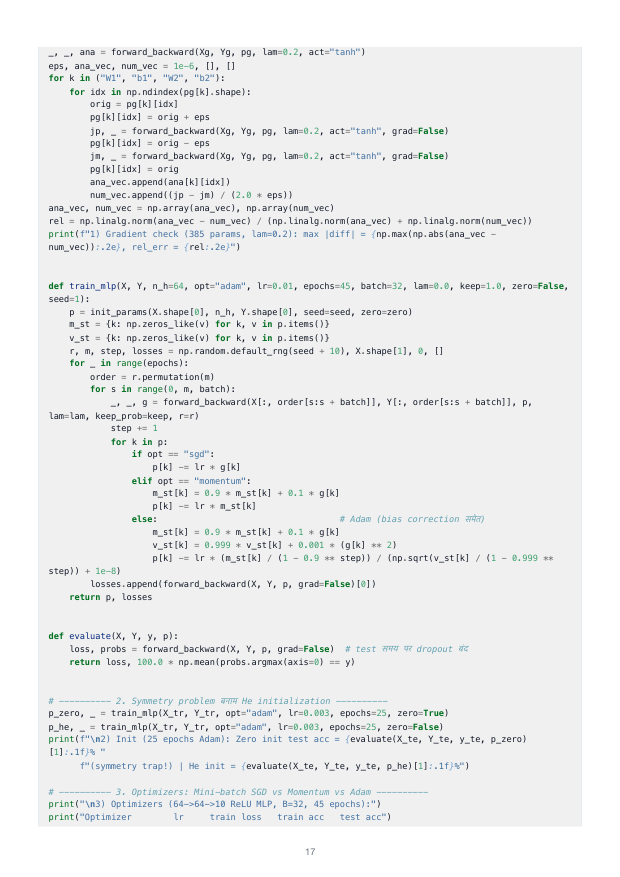 _, _, ana = forward_backward(Xg, Yg, pg, lam=0.2, act="tanh")
eps, ana_vec, num_vec = 1e-6, [], []
for k in ("W1", "b1", "W2", "b2"):
    for idx in np.ndindex(pg[k].shape):
        orig = pg[k][idx]
        pg[k][idx] = orig + eps
        jp, _ = forward_backward(Xg, Yg, pg, lam=0.2, act="tanh", grad=False)
        pg[k][idx] = orig - eps
        jm, _ = forward_backward(Xg, Yg, pg, lam=0.2, act="tanh", grad=False)
        pg[k][idx] = orig
        ana_vec.append(ana[k][idx])
        num_vec.append((jp - jm) / (2.0 * eps))
ana_vec, num_vec = np.array(ana_vec), np.array(num_vec)
rel = np.linalg.norm(ana_vec - num_vec) / (np.linalg.norm(ana_vec) + np.linalg.norm(num_vec))
print(f"1) Gradient check (385 params, lam=0.2): max |diff| = {np.max(np.abs(ana_vec -
num_vec)):.2e}, rel_err = {rel:.2e}")
def train_mlp(X, Y, n_h=64, opt="adam", lr=0.01, epochs=45, batch=32, lam=0.0, keep=1.0, zero=False,
seed=1):
    p = init_params(X.shape[0], n_h, Y.shape[0], seed=seed, zero=zero)
    m_st = {k: np.zeros_like(v) for k, v in p.items()}
    v_st = {k: np.zeros_like(v) for k, v in p.items()}
    r, m, step, losses = np.random.default_rng(seed + 10), X.shape[1], 0, []
    for _ in range(epochs):
        order = r.permutation(m)
        for s in range(0, m, batch):
            _, _, g = forward_backward(X[:, order[s:s + batch]], Y[:, order[s:s + batch]], p,
lam=lam, keep_prob=keep, r=r)
            step += 1
            for k in p:
                if opt == "sgd":
                    p[k] -= lr * g[k]
                elif opt == "momentum":
                    m_st[k] = 0.9 * m_st[k] + 0.1 * g[k]
                    p[k] -= lr * m_st[k]
                else:                                   # Adam (bias correction समेत)
                    m_st[k] = 0.9 * m_st[k] + 0.1 * g[k]
                    v_st[k] = 0.999 * v_st[k] + 0.001 * (g[k] ** 2)
                    p[k] -= lr * (m_st[k] / (1 - 0.9 ** step)) / (np.sqrt(v_st[k] / (1 - 0.999 **
step)) + 1e-8)
        losses.append(forward_backward(X, Y, p, grad=False)[0])
    return p, losses
def evaluate(X, Y, y, p):
    loss, probs = forward_backward(X, Y, p, grad=False)  # test समय पर dropout बंद
    return loss, 100.0 * np.mean(probs.argmax(axis=0) == y)
# ---------- 2. Symmetry problem बनाम He initialization ----------
p_zero, _ = train_mlp(X_tr, Y_tr, opt="adam", lr=0.003, epochs=25, zero=True)
p_he, _ = train_mlp(X_tr, Y_tr, opt="adam", lr=0.003, epochs=25, zero=False)
print(f"\n2) Init (25 epochs Adam): Zero init test acc = {evaluate(X_te, Y_te, y_te, p_zero)
[1]:.1f}% "
      f"(symmetry trap!) | He init = {evaluate(X_te, Y_te, y_te, p_he)[1]:.1f}%")
# ---------- 3. Optimizers: Mini-batch SGD vs Momentum vs Adam ----------
print("\n3) Optimizers (64->64->10 ReLU MLP, B=32, 45 epochs):")
print("Optimizer        lr     train loss   train acc   test acc")
17